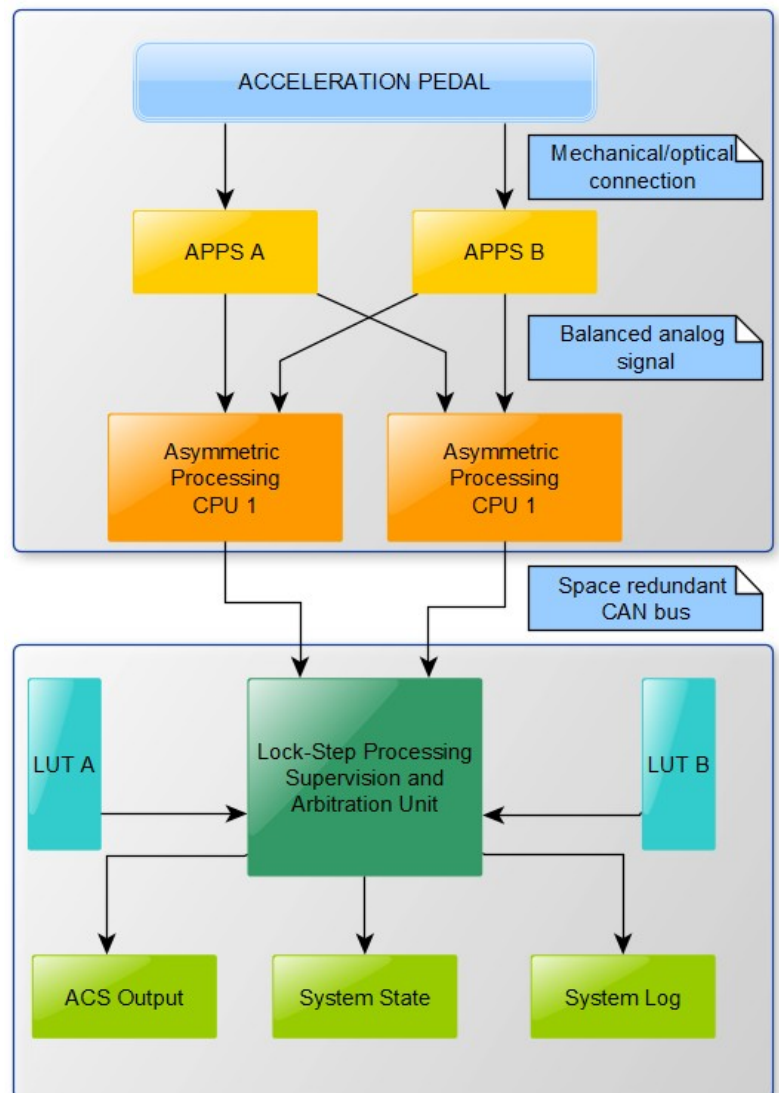 ACCELERATION PEDAL
Mechanical/optical
connection
APPS A
APPS B
Balanced analog
signal
Asymmetric
Processing
CPU 1
Asymmetric
Processing
CPU 1
Space redundant
CAN bus
LUT A
Lock-Step Processing
Supervision and
Arbitration Unit
LUT B
ACS Output
System State
System Log